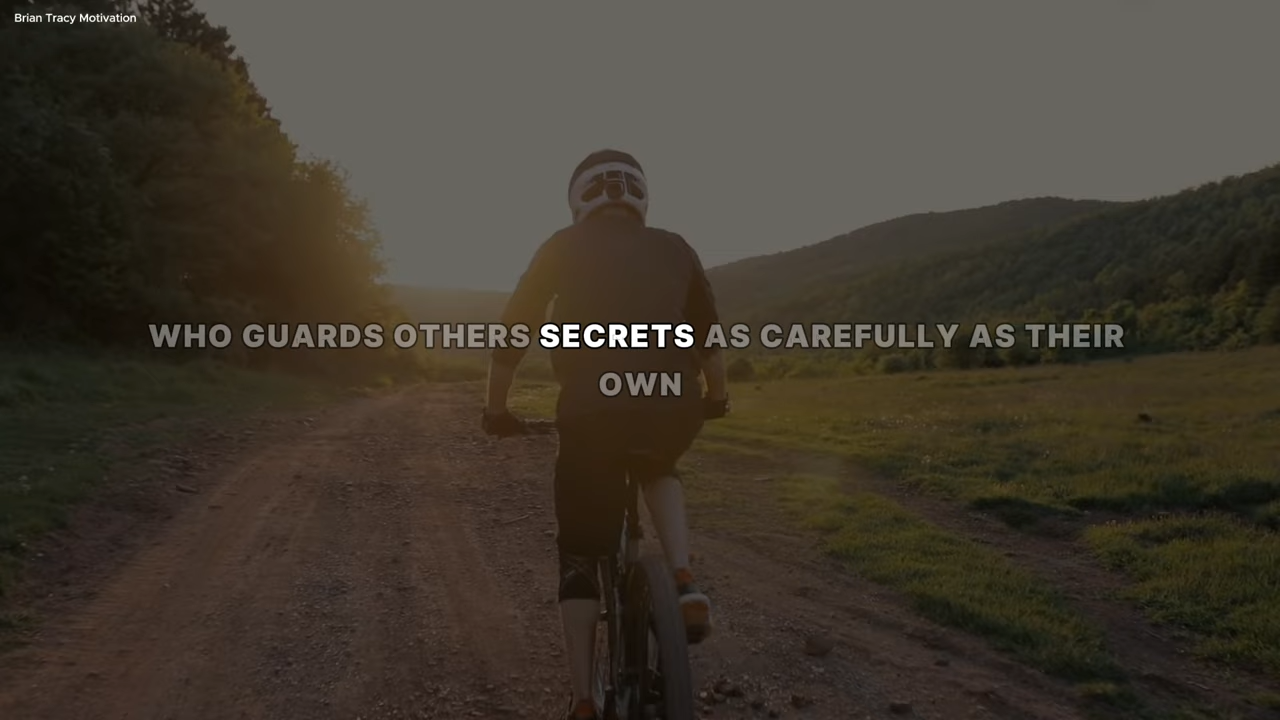 Brian Tracy Motivation
WHO GUARDS OTHERS SECRETS AS CAREFULLY AS THEIR
OWN